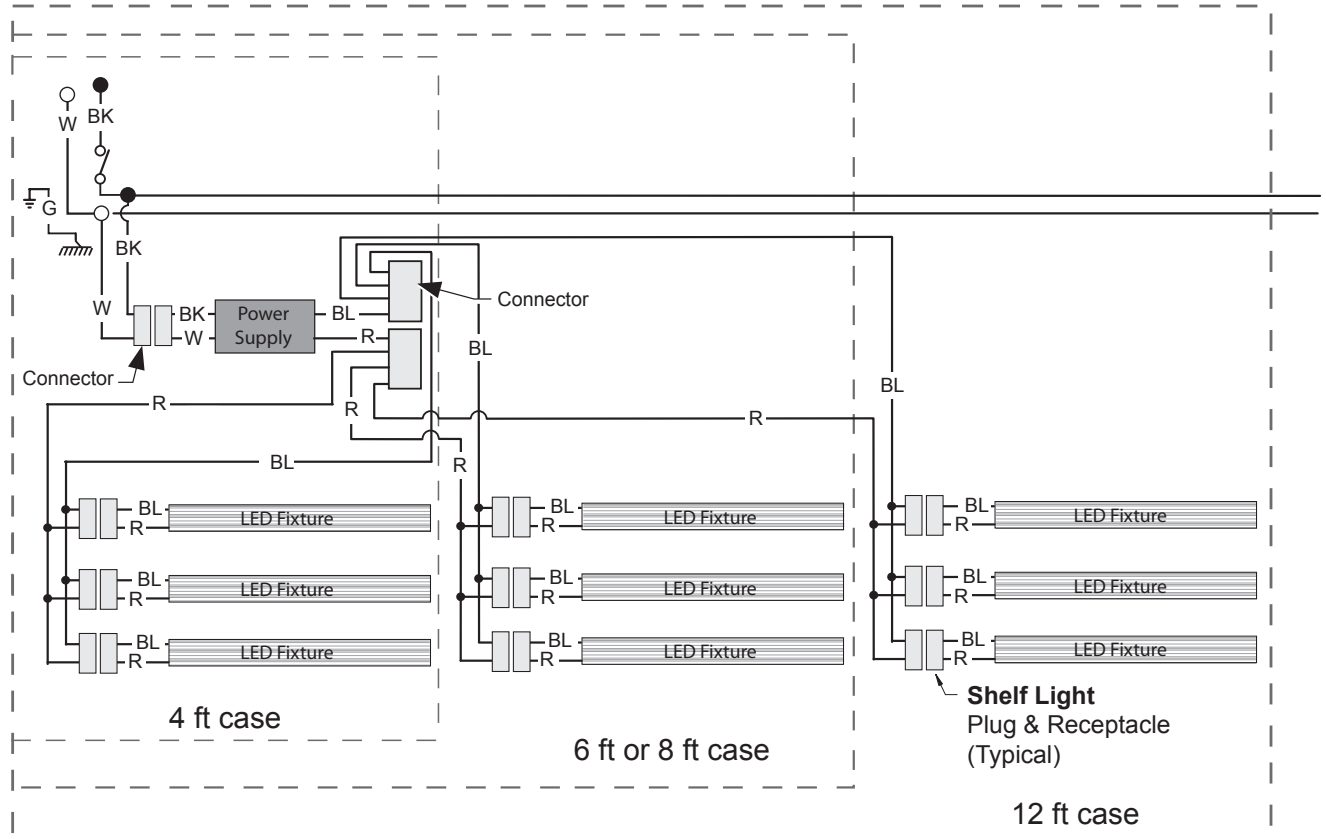 W
BK
G
BK
W
BK
W
Power
Supply
BL
R
Connector
Connector
BL
BL
R
R
R
R
BL
BL
R
LED Fixture
BL
R
LED Fixture
BL
R
LED Fixture
BL
R
LED Fixture
BL
R
LED Fixture
BL
R
LED Fixture
BL
R
LED Fixture
BL
R
LED Fixture
BL
R
LED Fixture
Shelf Light
Plug & Receptacle
(Typical)
4 ft case
6 ft or 8 ft case
12 ft case